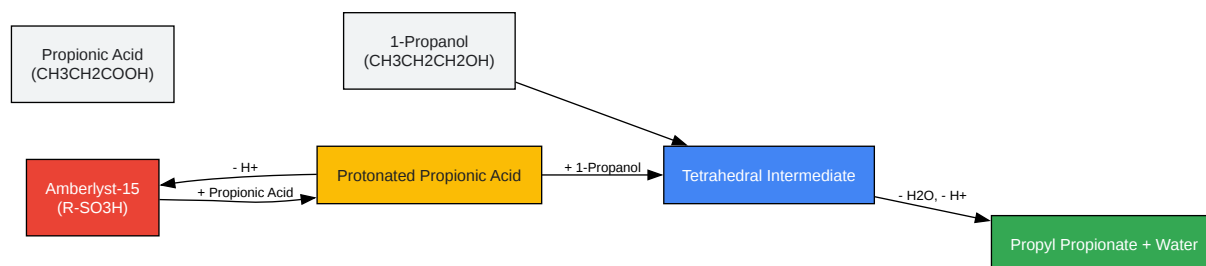 Propionic Acid
(CH3CH2COOH)
1-Propanol
(CH3CH2CH2OH)
Amberlyst-15
(R-SO3H)
- H+
+ Propionic Acid
Protonated Propionic Acid
+ 1-Propanol
Tetrahedral Intermediate
- H2O, - H+
Propyl Propionate + Water